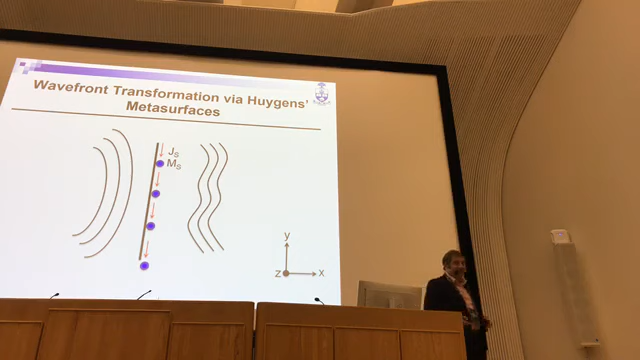 Wavefront Transformation via Huygens'
Metasurfaces
Js
Ms
y
z
x